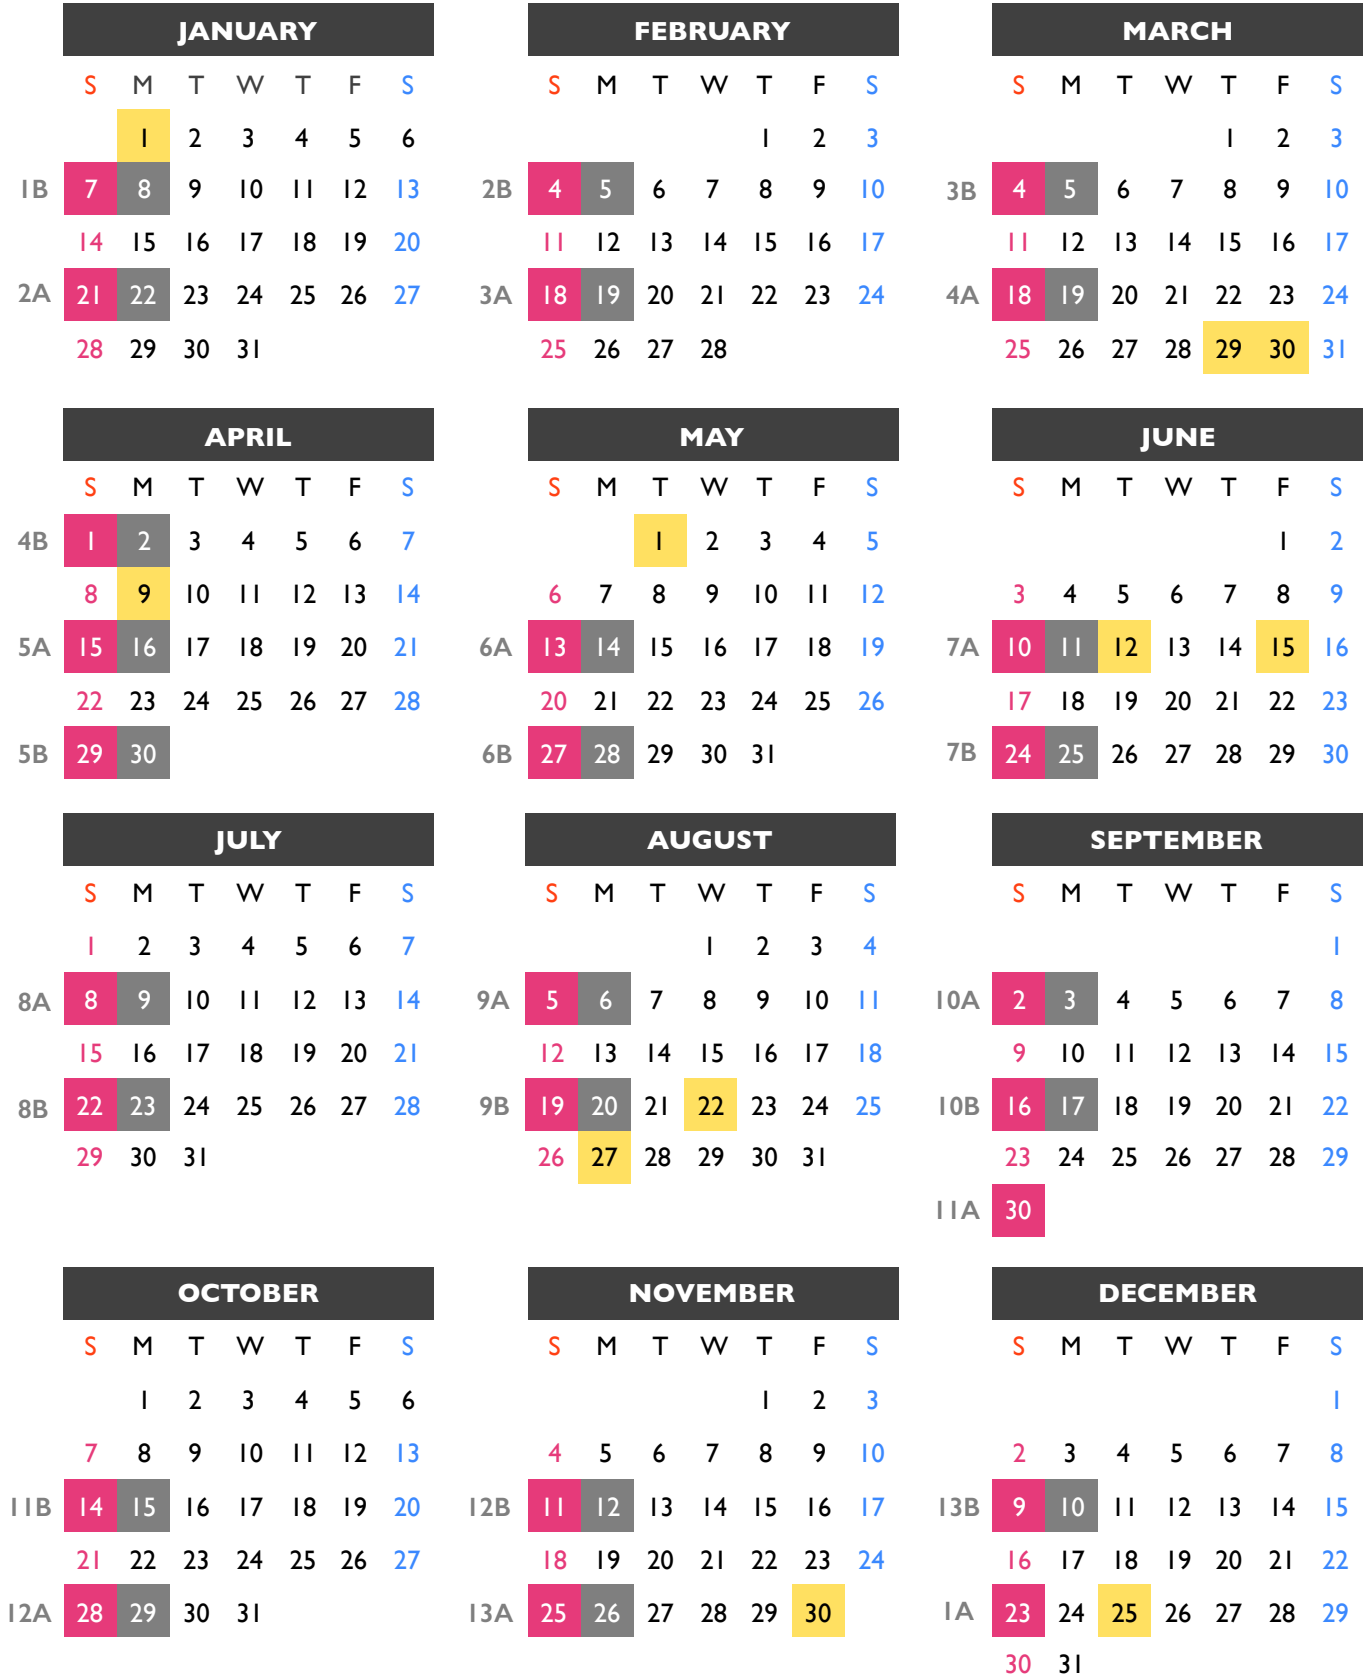 JANUARY
S M T W T F S
1 2 3 4 5 6
1B 7 8 9 10 11 12 13
14 15 16 17 18 19 20
2A 21 22 23 24 25 26 27
28 29 30 31
FEBRUARY
S M T W T F S
1 2 3
2B 4 5 6 7 8 9 10
11 12 13 14 15 16 17
3A 18 19 20 21 22 23 24
25 26 27 28
MARCH
S M T W T F S
1 2 3
3B 4 5 6 7 8 9 10
11 12 13 14 15 16 17
4A 18 19 20 21 22 23 24
25 26 27 28 29 30 31
APRIL
S M T W T F S
4B 1 2 3 4 5 6 7
8 9 10 11 12 13 14
5A 15 16 17 18 19 20 21
22 23 24 25 26 27 28
5B 29 30
MAY
S M T W T F S
1 2 3 4 5
6 7 8 9 10 11 12
6A 13 14 15 16 17 18 19
20 21 22 23 24 25 26
6B 27 28 29 30 31
JUNE
S M T W T F S
1 2
3 4 5 6 7 8 9
7A 10 11 12 13 14 15 16
17 18 19 20 21 22 23
7B 24 25 26 27 28 29 30
JULY
S M T W T F S
1 2 3 4 5 6 7
8A 8 9 10 11 12 13 14
15 16 17 18 19 20 21
8B 22 23 24 25 26 27 28
29 30 31
AUGUST
S M T W T F S
1 2 3 4
9A 5 6 7 8 9 10 11
12 13 14 15 16 17 18
9B 19 20 21 22 23 24 25
26 27 28 29 30 31
SEPTEMBER
S M T W T F S
1
10A 2 3 4 5 6 7 8
9 10 11 12 13 14 15
10B 16 17 18 19 20 21 22
23 24 25 26 27 28 29
11A 30
OCTOBER
S M T W T F S
1 2 3 4 5 6
7 8 9 10 11 12 13
11B 14 15 16 17 18 19 20
21 22 23 24 25 26 27
12A 28 29 30 31
NOVEMBER
S M T W T F S
1 2 3
4 5 6 7 8 9 10
12B 11 12 13 14 15 16 17
18 19 20 21 22 23 24
13A 25 26 27 28 29 30
DECEMBER
S M T W T F S
1
2 3 4 5 6 7 8
13B 9 10 11 12 13 14 15
16 17 18 19 20 21 22
1A 23 24 25 26 27 28 29
30 31